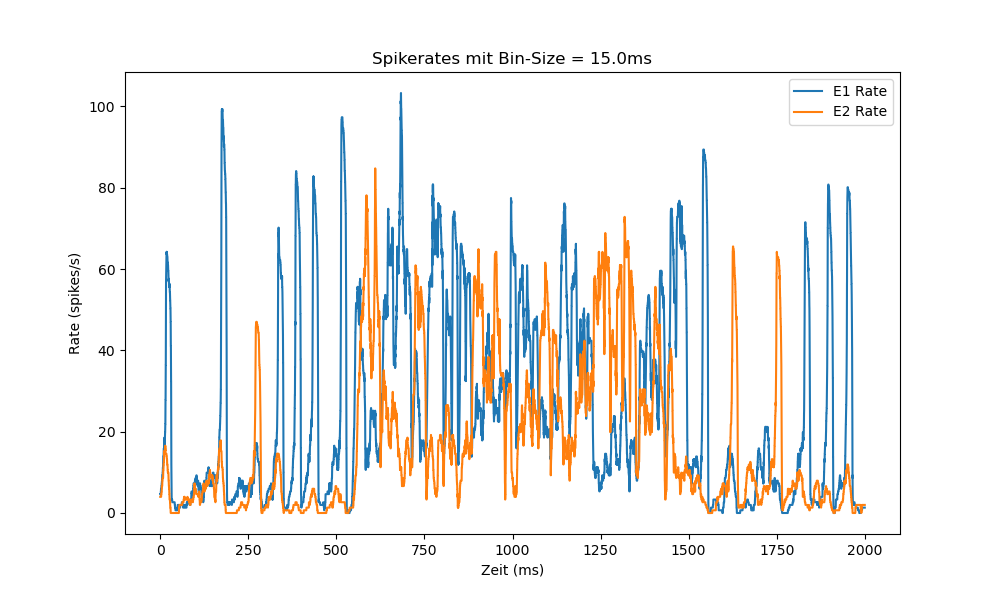 Spikerates mit Bin-Size = 15.0ms
E1 Rate
E2 Rate
Rate (spikes/s)
100
80
60
40
20
0
0 250 500 750 1000 1250 1500 1750 2000
Zeit (ms)